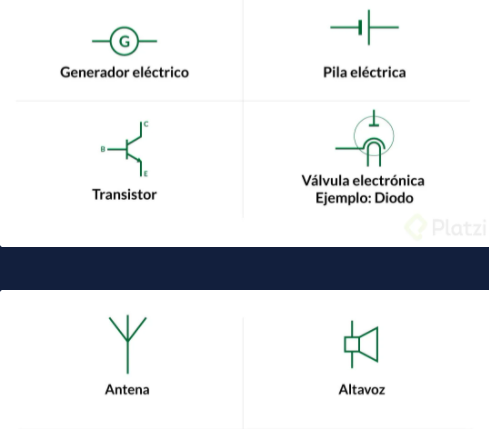 G
Generador eléctrico
Pila eléctrica
C
B
E
Transistor
Válvula electrónica
Ejemplo: Diodo
Platzi
Antena
Altavoz